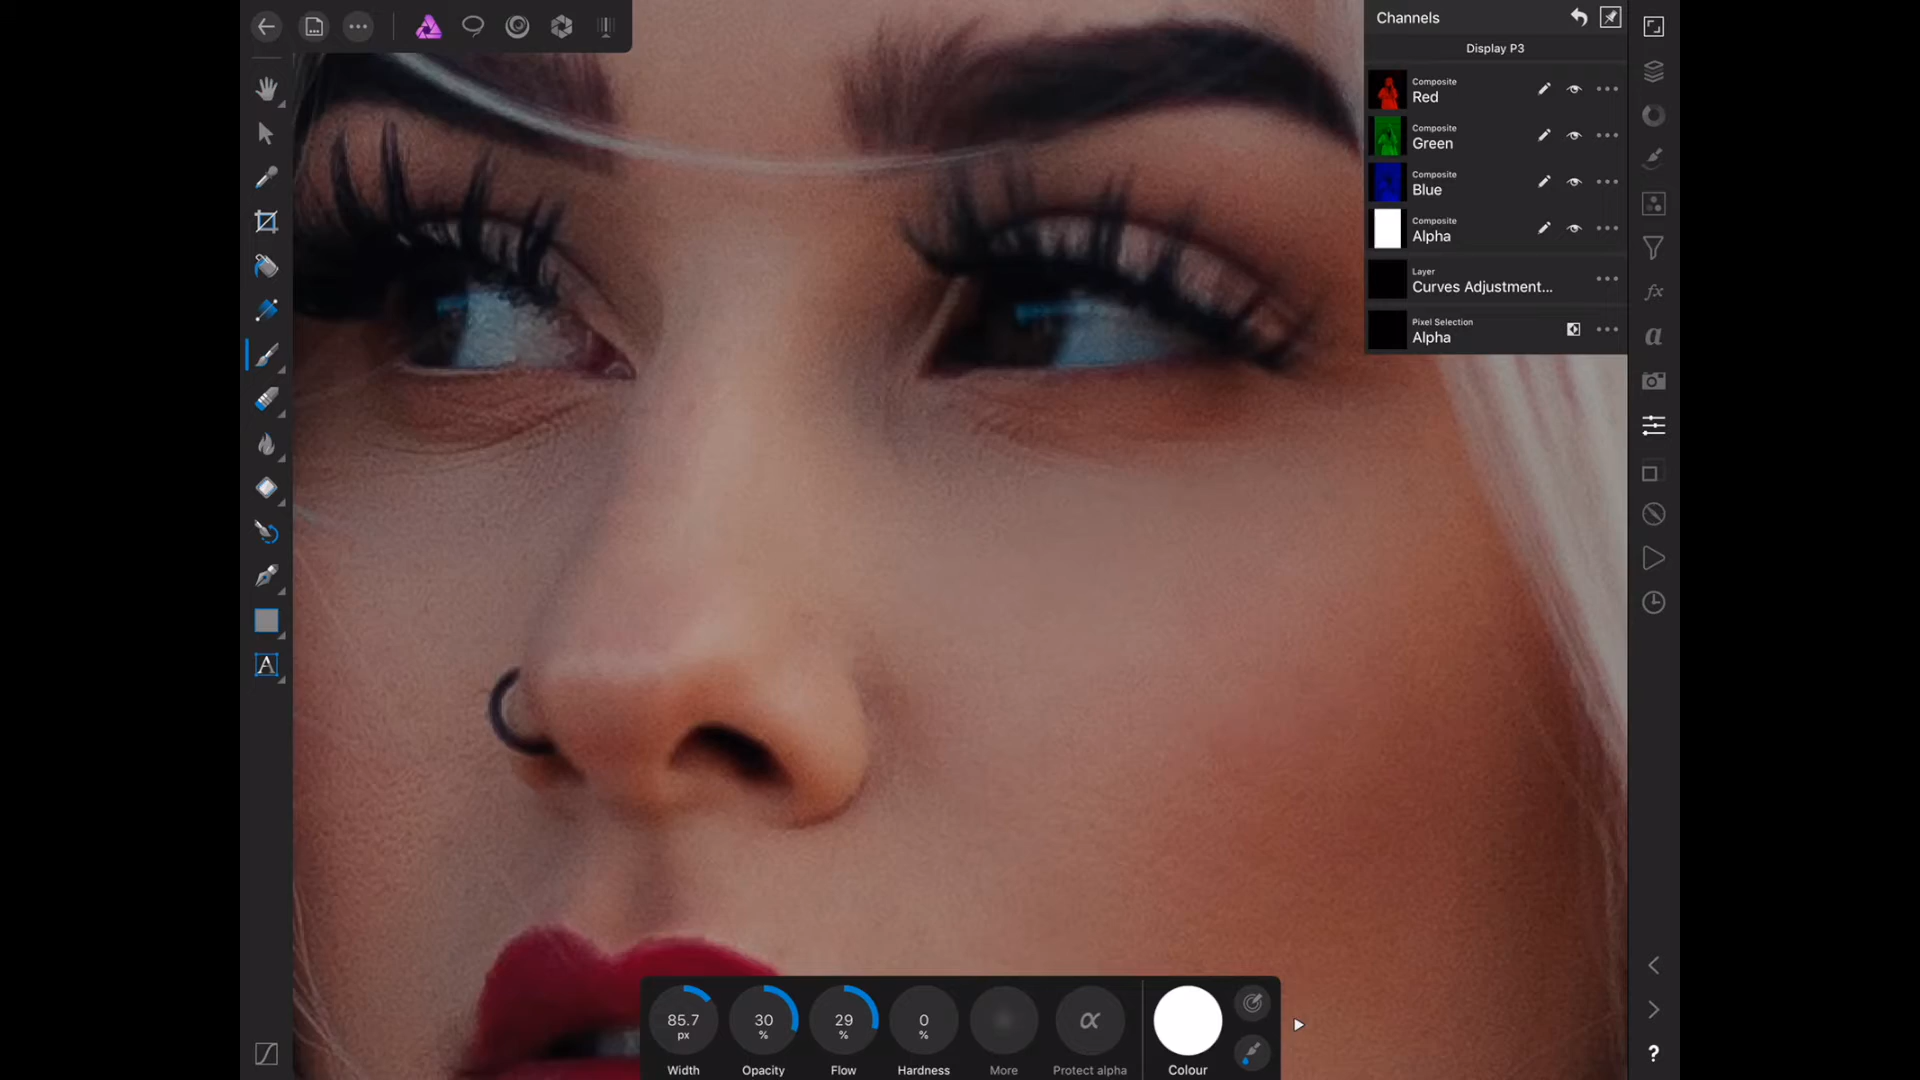 Channels
Display P3
Composite
Red
Composite
Green
Composite
Blue
Composite
Alpha
Layer
Curves Adjustment...
Pixel Selection
Alpha
a
A
α
85.7
px
30
%
29
%
0
%
Width
Opacity
Flow
Hardness
More
Protect alpha
Colour
?